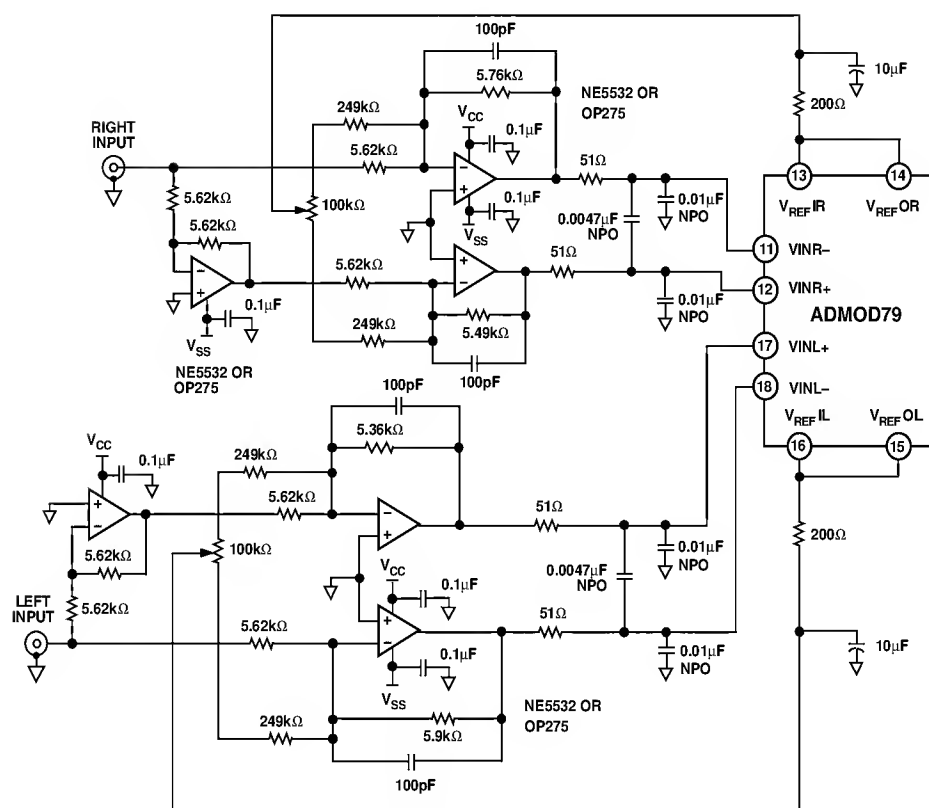 100pF
10µF
5.76kΩ
NE5532 OR
OP275
200Ω
249kΩ
VCC
0.1µF
RIGHT
INPUT
5.62kΩ
51Ω
13
14
5.62kΩ
VREFIR
VREFOR
0.01µF
NPO
5.62kΩ
100kΩ
0.1µF
0.0047µF
NPO
VSS
11
VINR–
5.62kΩ
51Ω
12
VINR+
0.1µF
0.01µF
NPO
ADMOD79
249kΩ
5.49kΩ
VSS
17
VINL+
NE5532 OR
OP275
100pF
18
VINL–
100pF
VREFIL
VREFOL
5.36kΩ
16
15
VCC
0.1µF
249kΩ
5.62kΩ
51Ω
200Ω
5.62kΩ
100kΩ
0.01µF
NPO
0.0047µF
NPO
VCC
0.1µF
LEFT
INPUT
5.62kΩ
5.62kΩ
51Ω
0.1µF
0.01µF
NPO
10µF
VSS
249kΩ
5.9kΩ
NE5532 OR
OP275
100pF